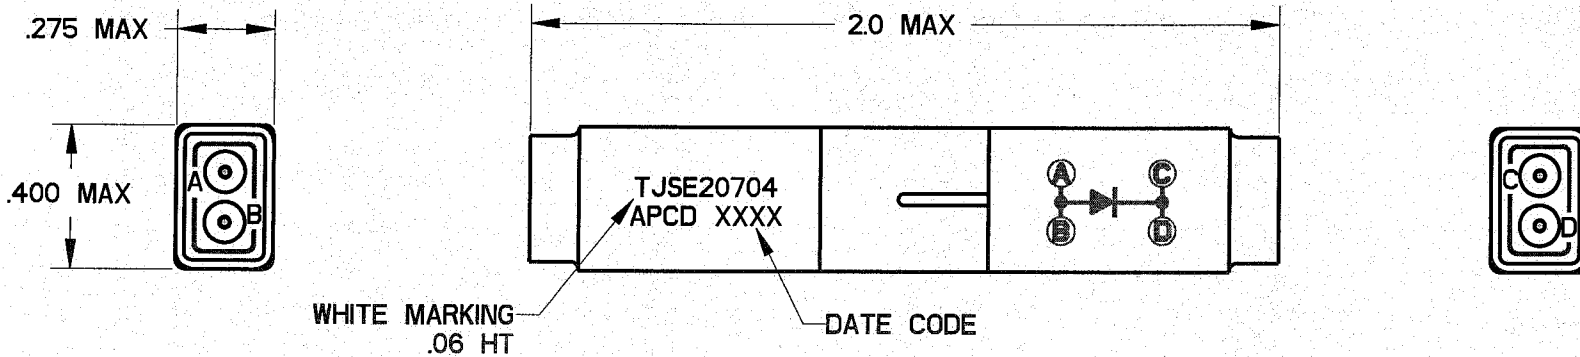 .275 MAX
2.0 MAX
.400 MAX
A
B
TJSE20704
APCD XXXX
A
C
B
D
C
D
WHITE MARKING
.06 HT
DATE CODE